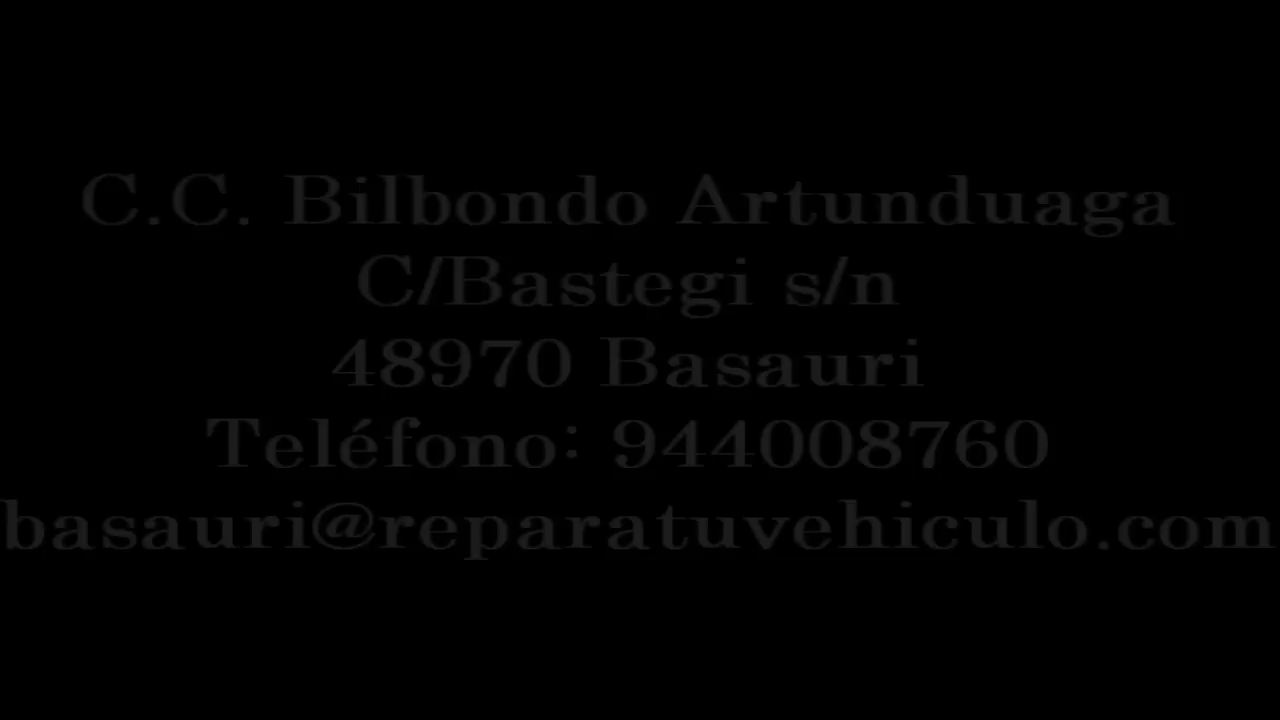 C.C. Bilbondo Artunduaga
C/Bastegi s/n
48970 Basauri
Teléfono: 944008760
basauri@reparatuvehiculo.com